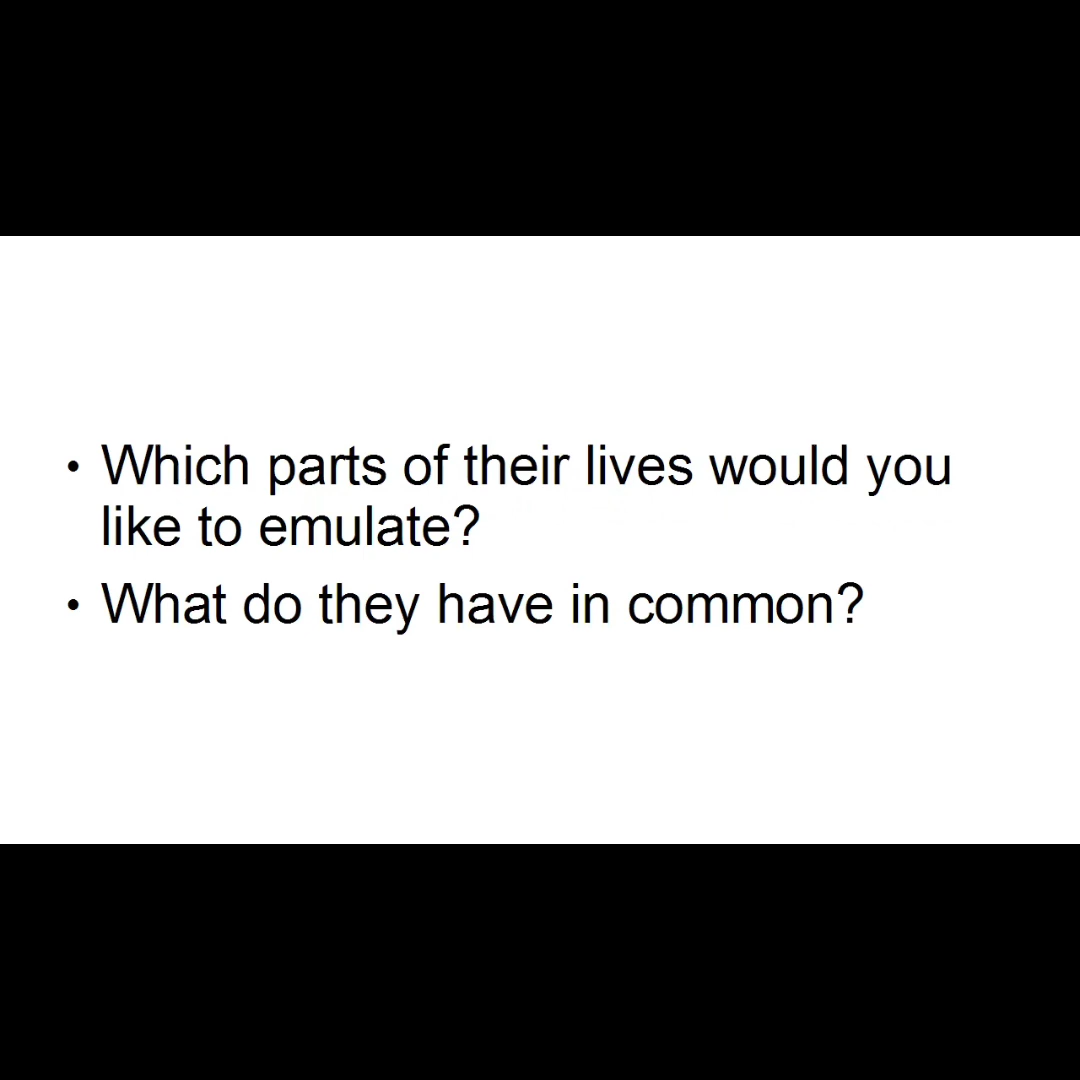 • Which parts of their lives would you
like to emulate?
• What do they have in common?